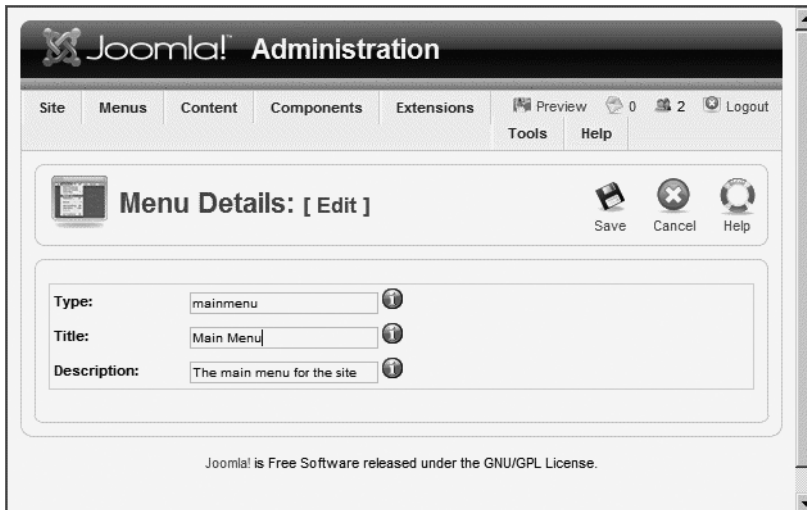 Joomla! Administration
Site Menus Content Components Extensions Preview 0 2 Logout
Tools Help
Menu Details: [ Edit ]
Save Cancel Help
Type: mainmenu
Title: Main Menu
Description: The main menu for the site
Joomla! is Free Software released under the GNU/GPL License.